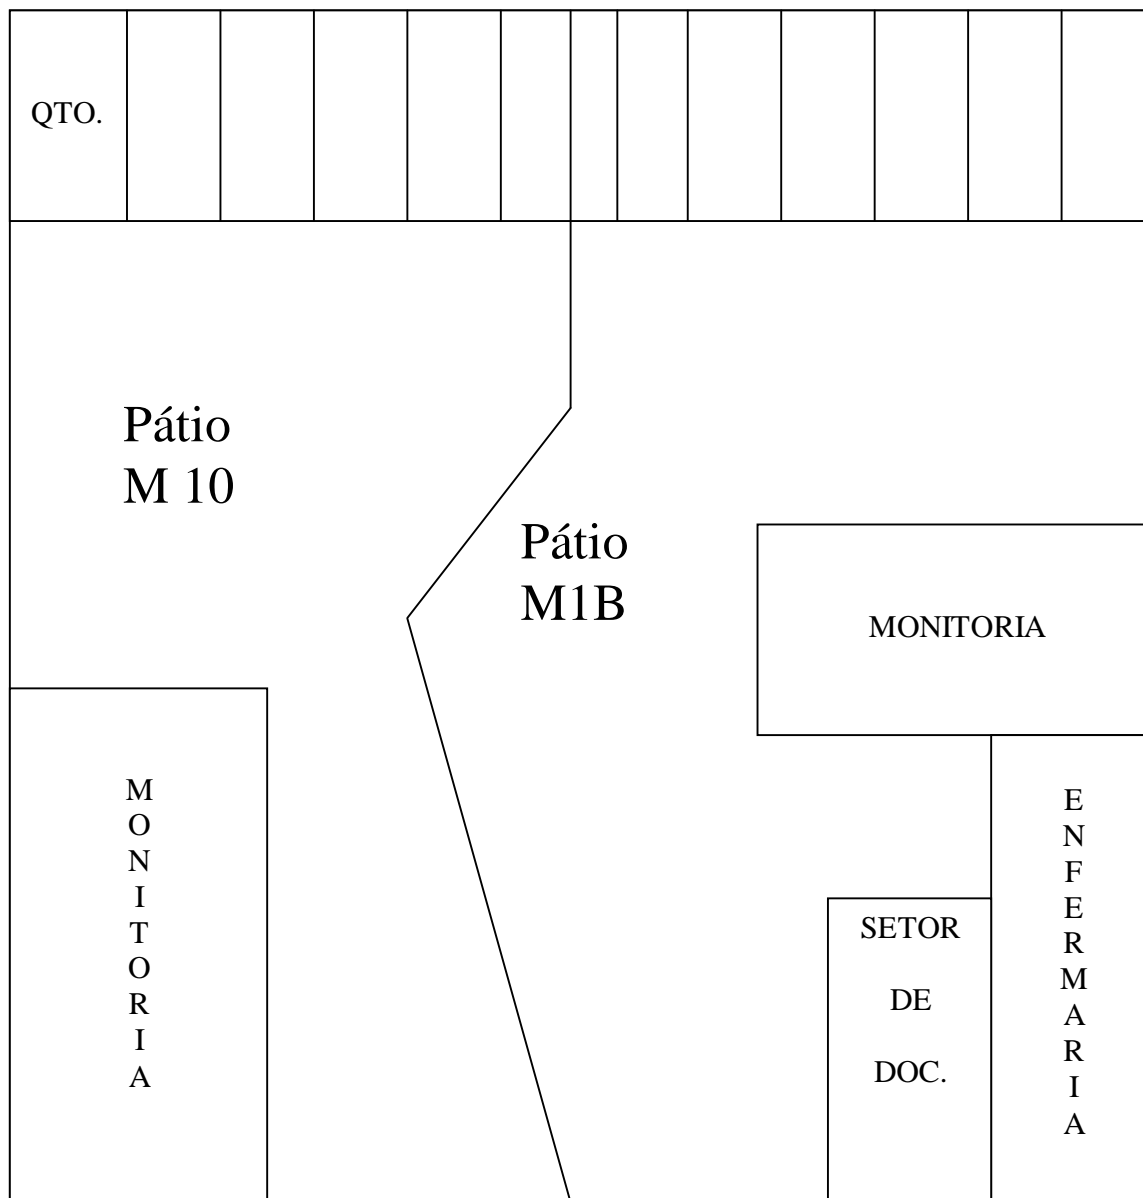 QTO.
Pátio
M 10
Pátio
M1B
MONITORIA
M
O
N
I
T
O
R
I
A
E
N
F
E
R
M
A
R
I
A
SETOR
DE
DOC.